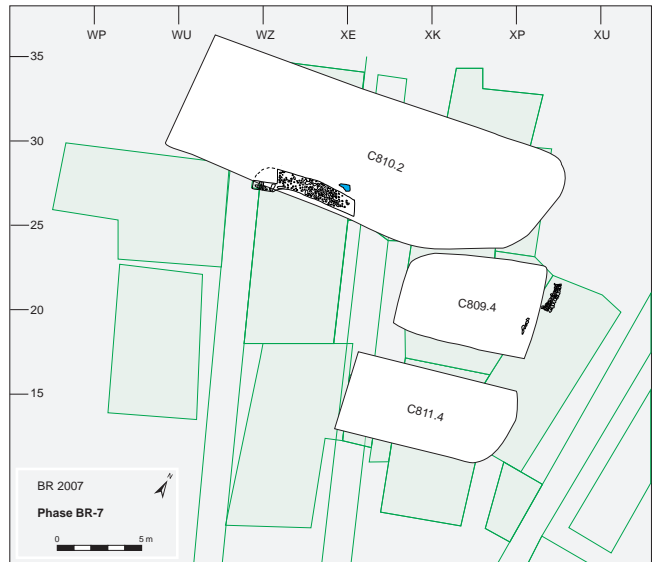 WP WU WZ XE XK XP XU
35
30
25
20
15
C810.2
C809.4
C811.4
BR 2007
N
Phase BR-7
0 5 m